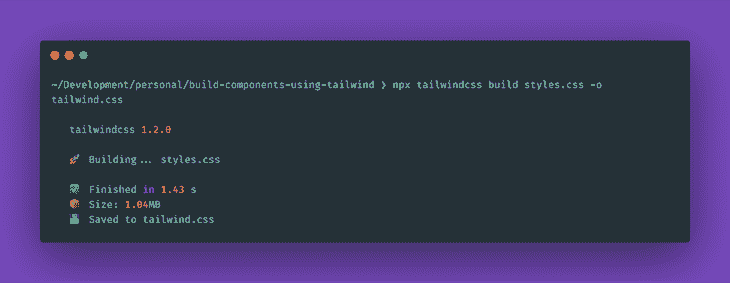 ~/Development/personal/build-components-using-tailwind ❯ npx tailwindcss build styles.css -o
tailwind.css
tailwindcss 1.2.0
🚀 Building... styles.css
Finished in 1.43 s
📦 Size: 1.04MB
💾 Saved to tailwind.css